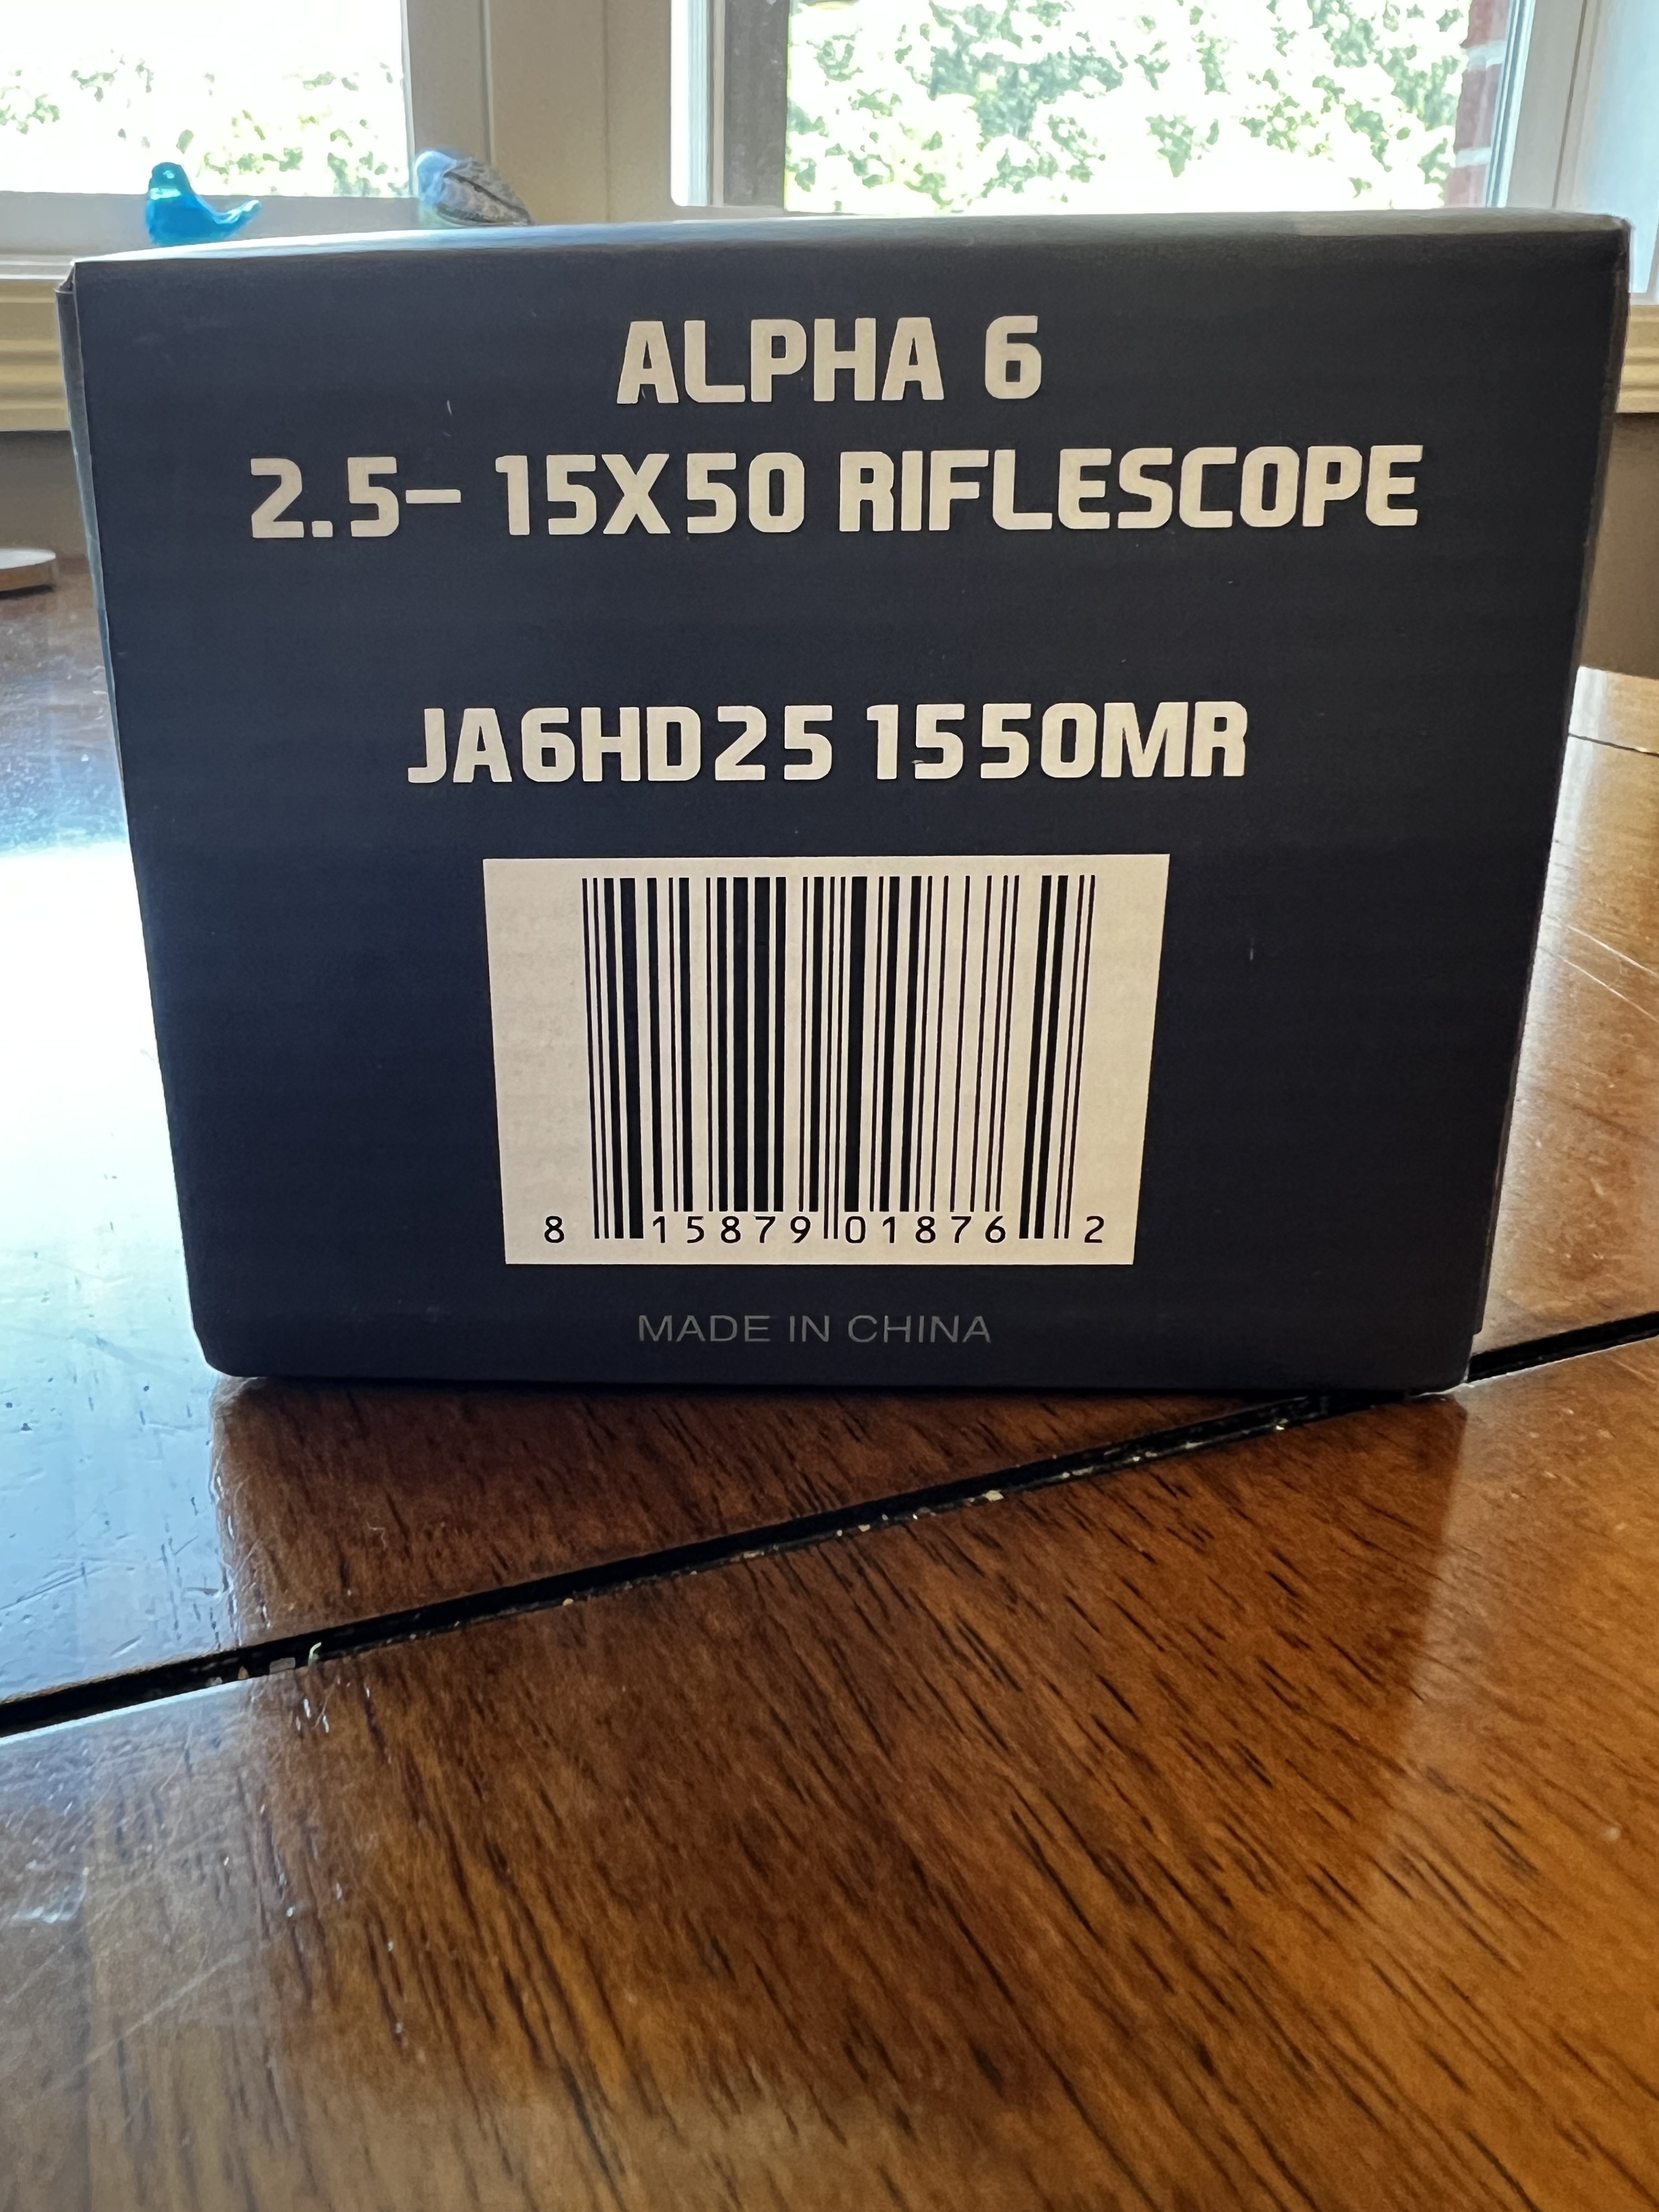 ALPHA 6
2.5– 15X50 RIFLESCOPE
JA6HD25 1550MR
8 15879 01876 2
MADE IN CHINA